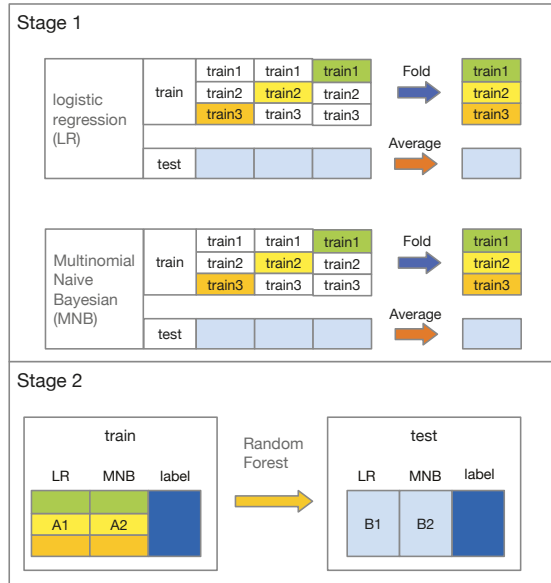 Stage 1
logistic
regression
(LR)
train
train1 train1 train1
train2 train2 train2
train3 train3 train3
Fold
train1
train2
train3
test
Average
Multinomial
Naive
Bayesian
(MNB)
train
train1 train1 train1
train2 train2 train2
train3 train3 train3
Fold
train1
train2
train3
test
Average
Stage 2
train
LR MNB label
A1 A2
Random
Forest
test
LR MNB label
B1 B2